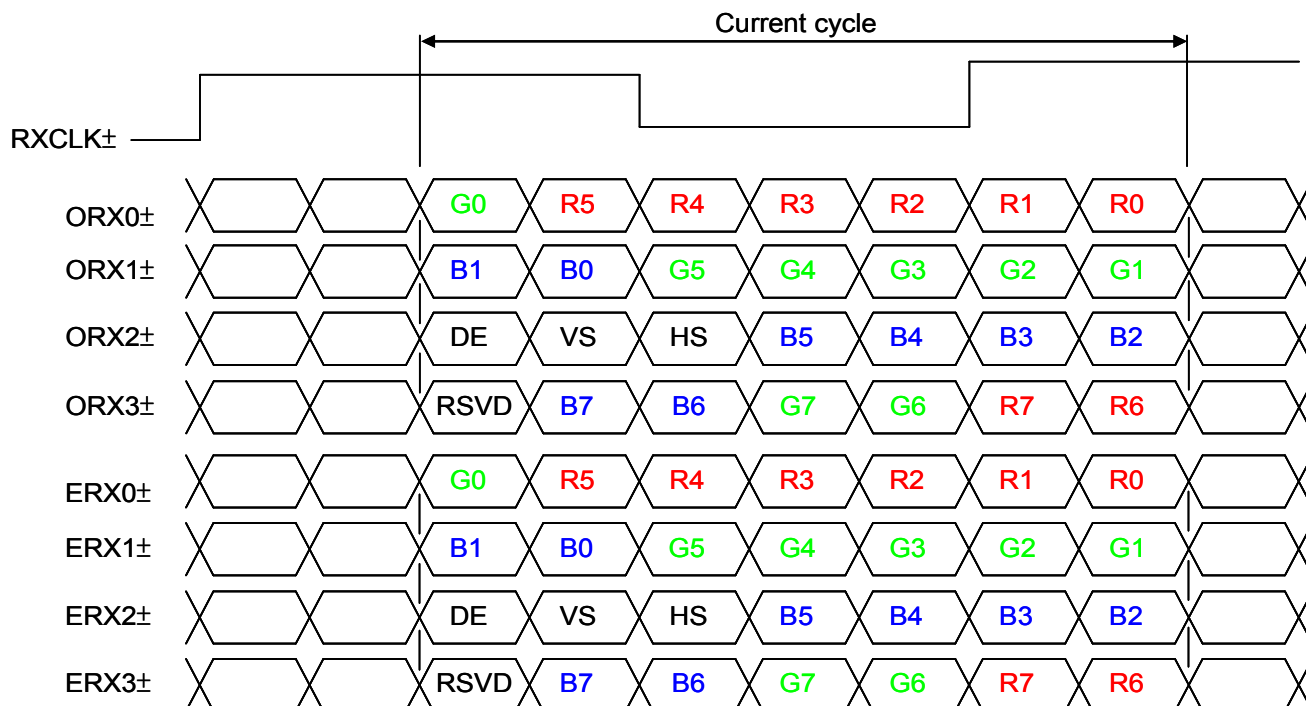 Current cycle
RXCLK±
ORX0± G0 R5 R4 R3 R2 R1 R0
ORX1± B1 B0 G5 G4 G3 G2 G1
ORX2± DE VS HS B5 B4 B3 B2
ORX3± RSVD B7 B6 G7 G6 R7 R6
ERX0± G0 R5 R4 R3 R2 R1 R0
ERX1± B1 B0 G5 G4 G3 G2 G1
ERX2± DE VS HS B5 B4 B3 B2
ERX3± RSVD B7 B6 G7 G6 R7 R6